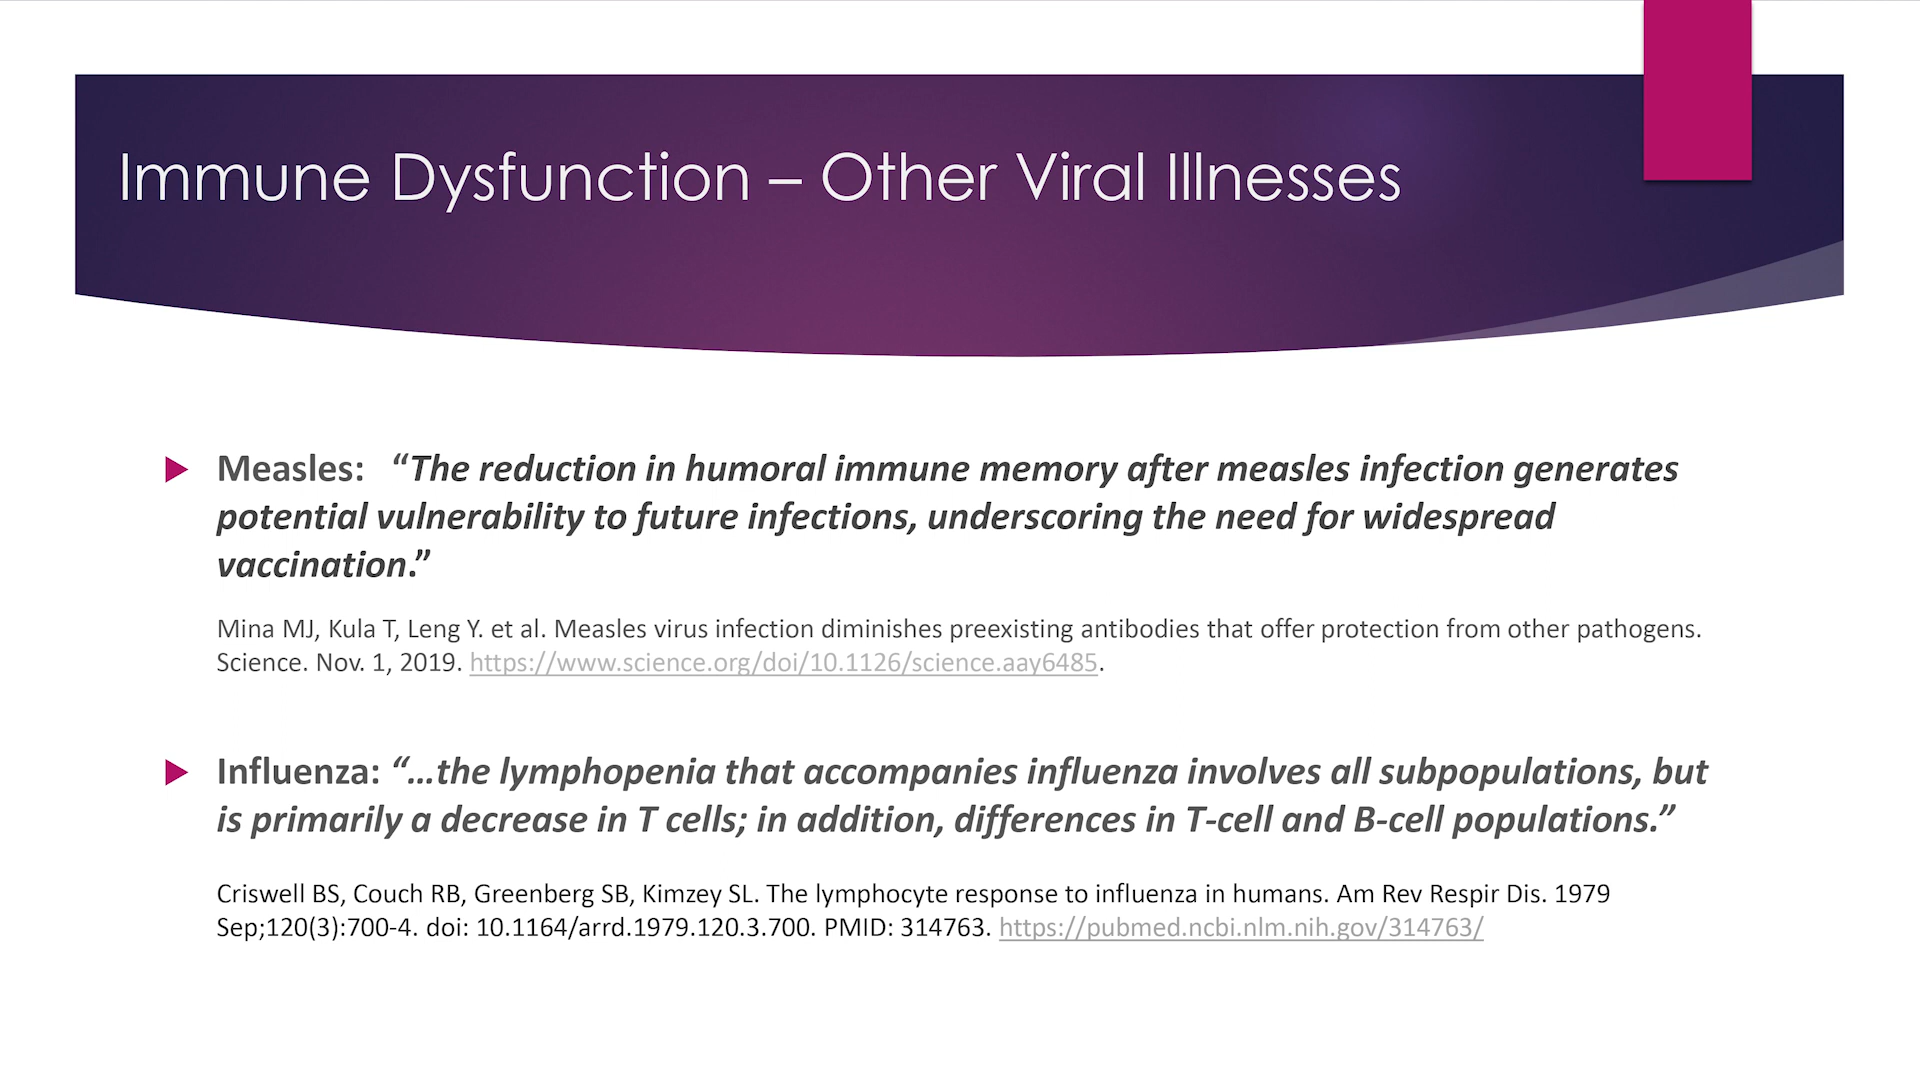 Immune Dysfunction – Other Viral Illnesses
Measles: “The reduction in humoral immune memory after measles infection generates
potential vulnerability to future infections, underscoring the need for widespread
vaccination.”
Mina MJ, Kula T, Leng Y. et al. Measles virus infection diminishes preexisting antibodies that offer protection from other pathogens.
Science. Nov. 1, 2019. https://www.science.org/doi/10.1126/science.aay6485.
Influenza: “…the lymphopenia that accompanies influenza involves all subpopulations, but
is primarily a decrease in T cells; in addition, differences in T-cell and B-cell populations.”
Criswell BS, Couch RB, Greenberg SB, Kimzey SL. The lymphocyte response to influenza in humans. Am Rev Respir Dis. 1979
Sep;120(3):700-4. doi: 10.1164/arrd.1979.120.3.700. PMID: 314763. https://pubmed.ncbi.nlm.nih.gov/314763/